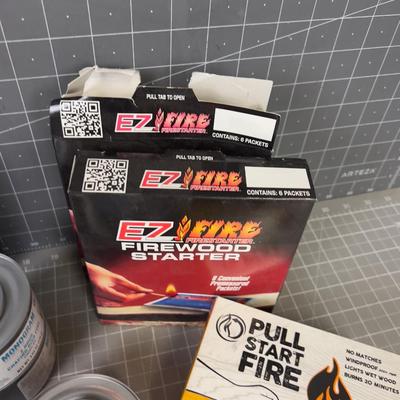 PULL TAB TO OPEN
EZ FIRE
FIRESTARTER
CONTAINS: 6 PACKETS
PULL TAB TO OPEN
EZ FIRE
FIRESTARTER
CONTAINS: 6 PACKETS
ARTEZA
EZ FIRE
FIRESTARTER
FIREWOOD
STARTER
6 Convenient
Premeasured
Packets!
PULL
START
FIRE
NO MATCHES
WINDPROOF
LIGHTS WET WOOD
BURNS 30 MINUTES